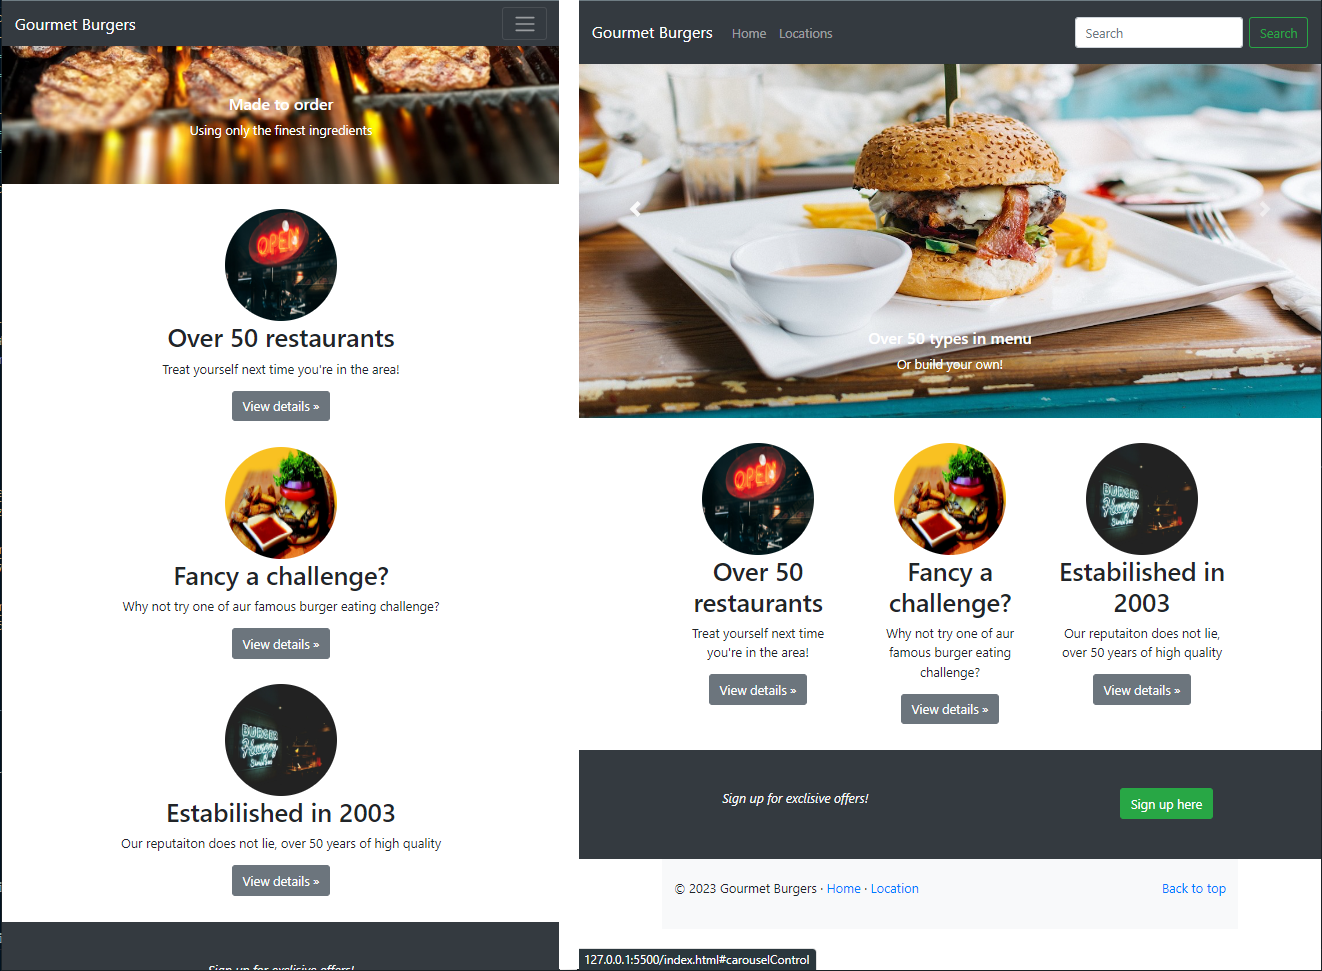 Gourmet Burgers
Made to order
Using only the finest ingredients
OPEN
Over 50 restaurants
Treat yourself next time you're in the area!
View details »
Fancy a challenge?
Why not try one of aur famous burger eating challenge?
View details »
BURGER
Hungry
Estabilished in 2003
Our reputaiton does not lie, over 50 years of high quality
View details »
Sign up for exclisive offers!
Gourmet Burgers Home Locations Search Search
Over 50 types in menu
Or build your own!
OPEN
Over 50
restaurants
Treat yourself next time
you're in the area!
View details »
Fancy a
challenge?
Why not try one of aur
famous burger eating
challenge?
View details »
BURGER
Hungry
Estabilished in
2003
Our reputaiton does not lie,
over 50 years of high quality
View details »
Sign up for exclisive offers!
Sign up here
© 2023 Gourmet Burgers · Home · Location Back to top
127.0.0.1:5500/index.html#carouselControl